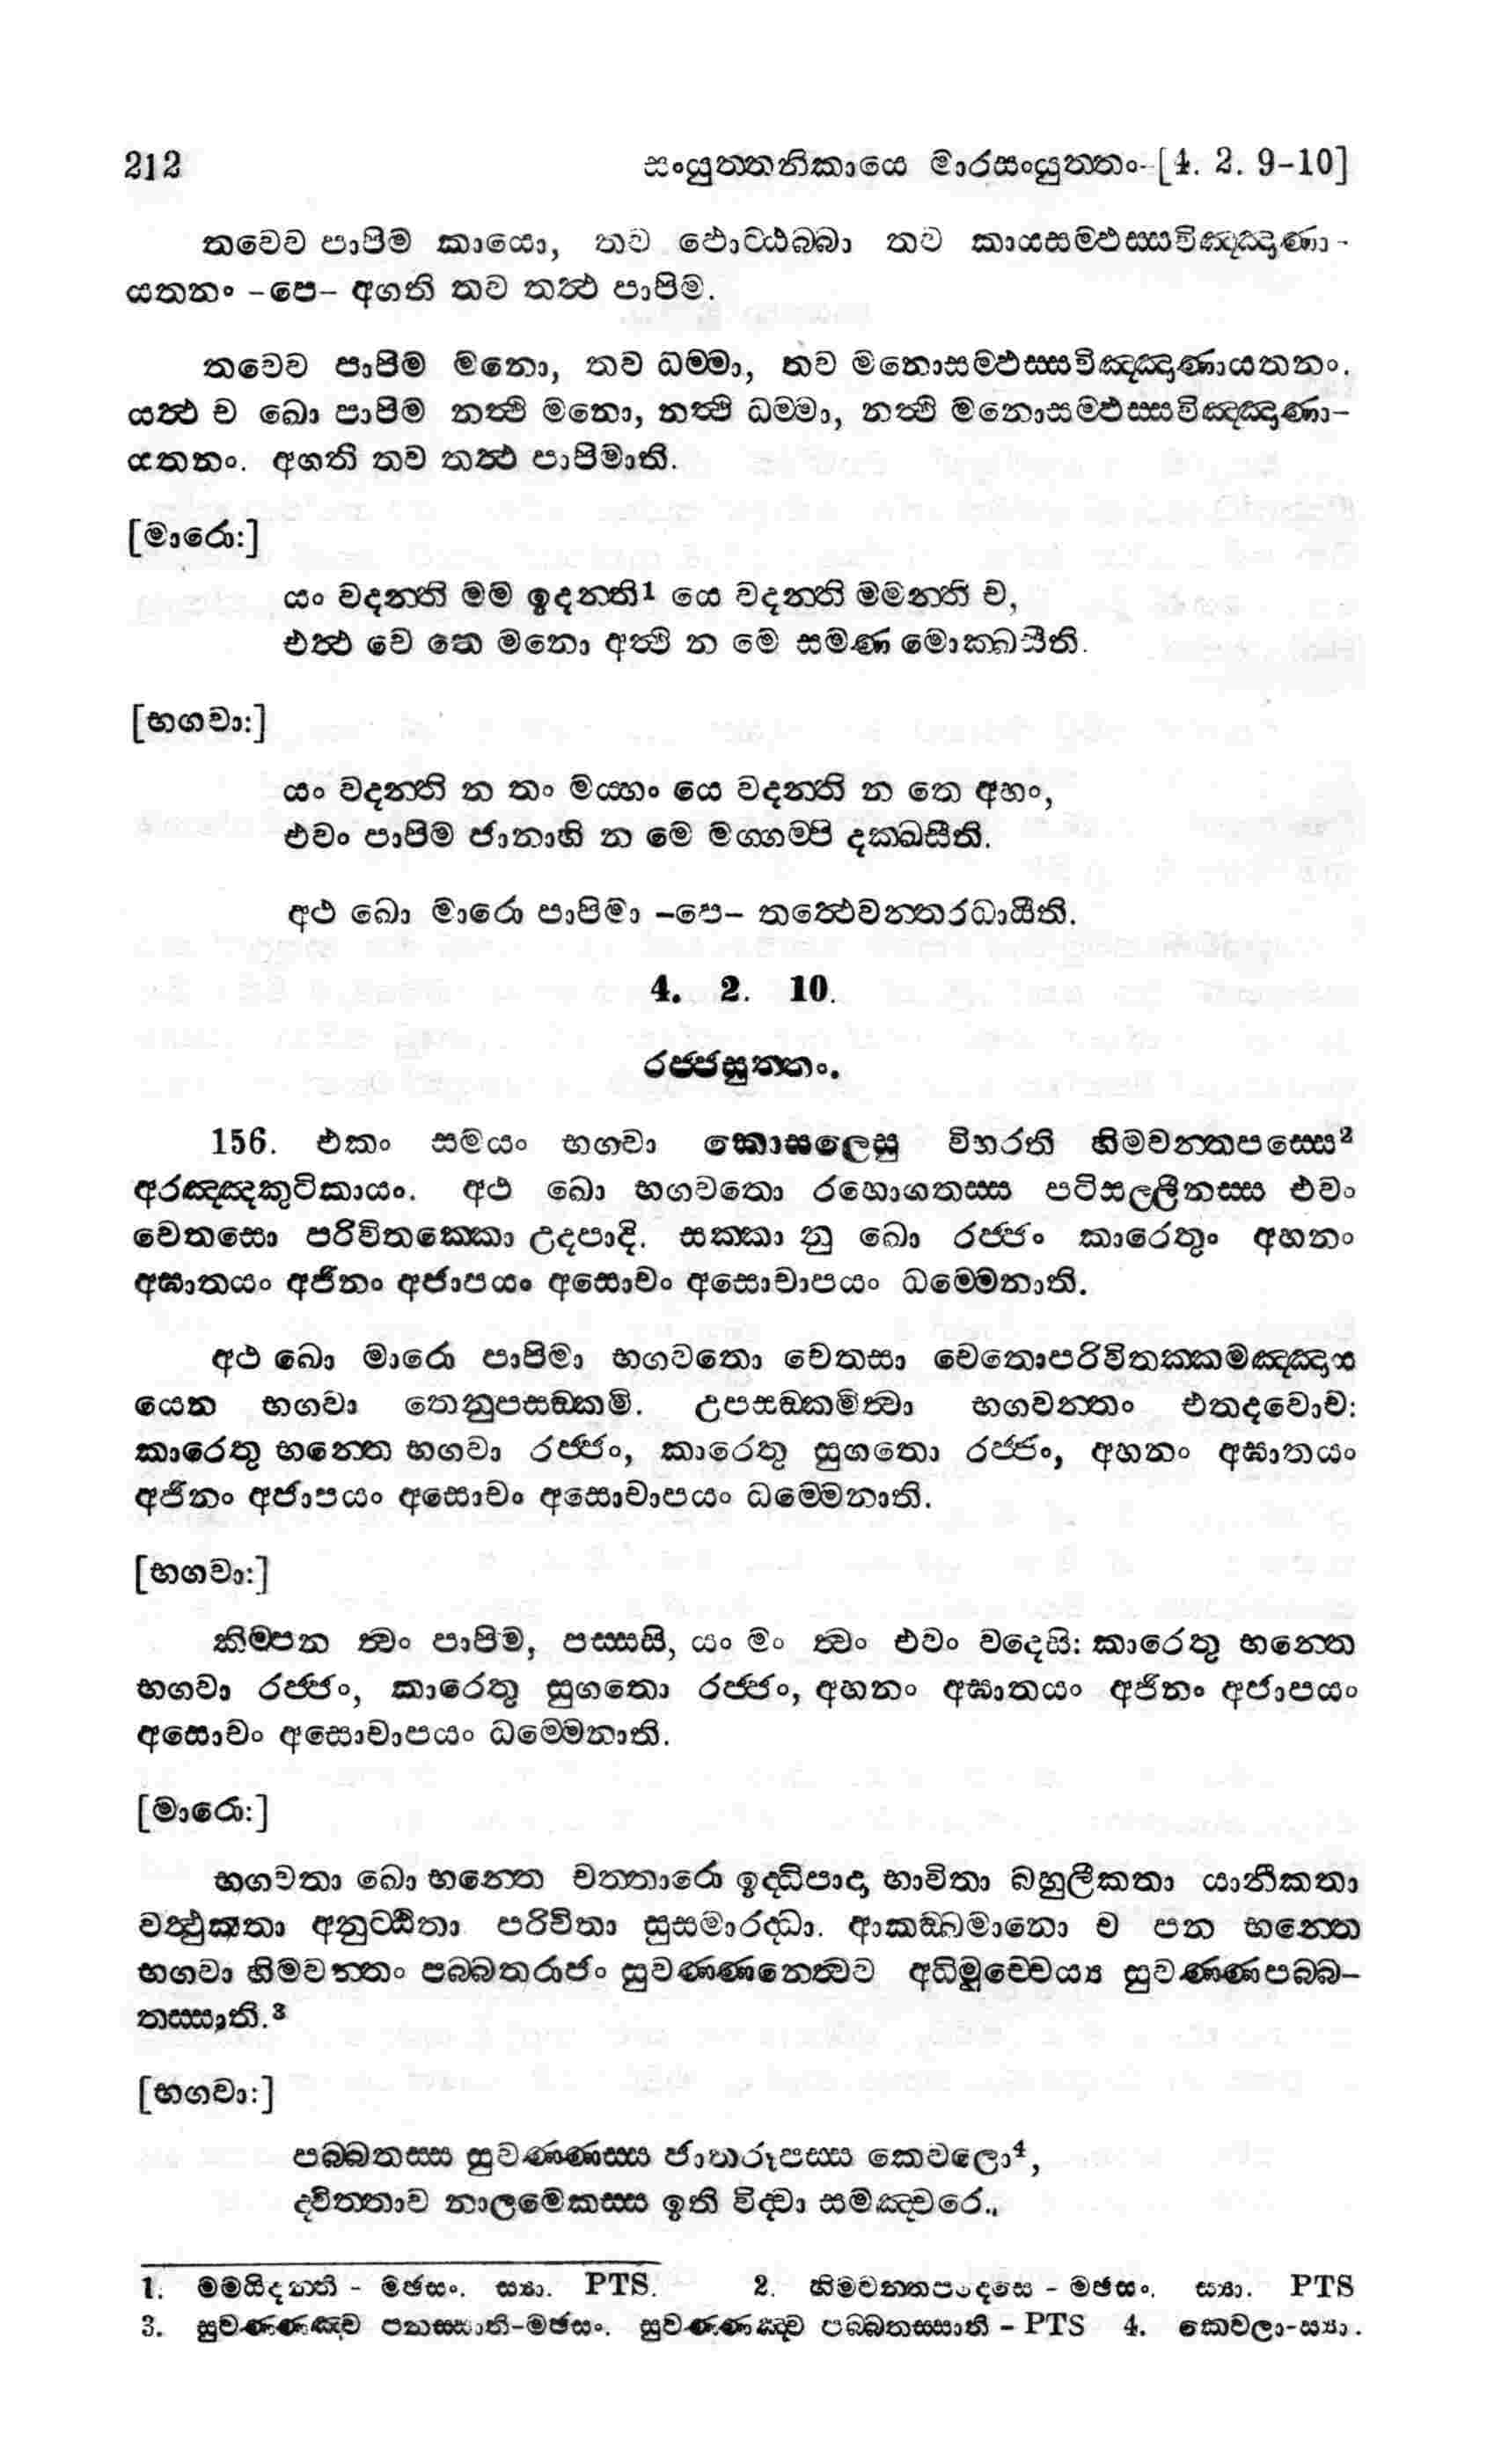 212 සංයුත්තනිකායෙ මාරසංයුත්තං-[4. 2. 9-10]
තවෙව පාපිම කායො, තව ඵොට්ඨබ්බා තව කායසම්ඵස්සවිඤ්ඤාණා-
යතනං -පෙ- අගති තව තත්ථ පාපිම.
තවෙව පාපිම මනො, තව ධම්මා, තව මනොසම්ඵස්සවිඤ්ඤාණායතනං.
යත්ථ ච ඛො පාපිම නත්ථි මනො, නත්ථි ධම්මා, නත්ථි මනොසම්ඵස්සවිඤ්ඤාණා-
යතනං. අගති තව තත්ථ පාපිමාති.
[මාරො:]
යං වදන්ති මම ඉදන්ති1 යෙ වදන්ති මමන්ති ච,
එත්ථ වෙ තෙ මනො අත්ථි න මෙ සමණ මොක්ඛසීති.
[භගවා:]
යං වදන්ති න තං මය්හං යෙ වදන්ති න තෙ අහං,
එවං පාපිම ජානාහි න මෙ මග්ගම්පි දක්ඛසීති.
අථ ඛො මාරො පාපිමා -පෙ- තත්ථෙවන්තරධායීති.
4. 2. 10.
රජ්ජසුත්තං.
156. එකං සමයං භගවා කොසලෙසු විහරති හිමවන්තපස්සෙ2
අරඤ්ඤකුටිකායං. අථ ඛො භගවතො රහොගතස්ස පටිසල්ලීනස්ස එවං
චෙතසො පරිවිතක්කො උදපාදි. සක්කා නු ඛො රජ්ජං කාරෙතුං අහනං
අඝාතයං අජිනං අජාපයං අසොචං අසොචාපයං ධම්මෙනාති.
අථ ඛො මාරො පාපිමා භගවතො චෙතසා චෙතොපරිවිතක්කමඤ්ඤාය
යෙන භගවා තෙනුපසඞ්කමි. උපසඞ්කමිත්වා භගවන්තං එතදවොච:
කාරෙතු භන්තෙ භගවා රජ්ජං, කාරෙතු සුගතො රජ්ජං, අහනං අඝාතයං
අජිනං අජාපයං අසොචං අසොචාපයං ධම්මෙනාති.
[භගවා:]
කිම්පන ත්වං පාපිම, පස්සසි, යං මං ත්වං එවං වදෙසි: කාරෙතු භන්තෙ
භගවා රජ්ජං, කාරෙතු සුගතො රජ්ජං, අහනං අඝාතයං අජිනං අජාපයං
අසොචං අසොචාපයං ධම්මෙනාති.
[මාරො:]
භගවතා ඛො භන්තෙ චත්තාරො ඉද්ධිපාදා භාවිතා බහුලීකතා යානීකතා
වත්ථුකතා අනුට්ඨිතා පරිචිතා සුසමාරද්ධා. ආකඞ්ඛමානො ච පන භන්තෙ
භගවා හිමවන්තං පබ්බතරාජං සුවණ්ණන්තෙව අධිමුච්චෙය්‍ය සුවණ්ණපබ්බ-
තස්සාති.3
[භගවා:]
පබ්බතස්ස සුවණ්ණස්ස ජාතරූපස්ස කෙවලො4,
ද්විත්තාව නාලමෙකස්ස ඉති විද්වා සමඤ්චරෙ.
1. මමයිදන්ති - මජසං. ස්‍යා. PTS. 2. හිමවන්තපදෙසෙ - මජසං. ස්‍යා. PTS
3. සුවණ්ණඤ්ච පනස්සාති-මජසං. සුවණ්ණඤ්ච පබ්බතස්සාති - PTS 4. කෙවලා-ස්‍යා.